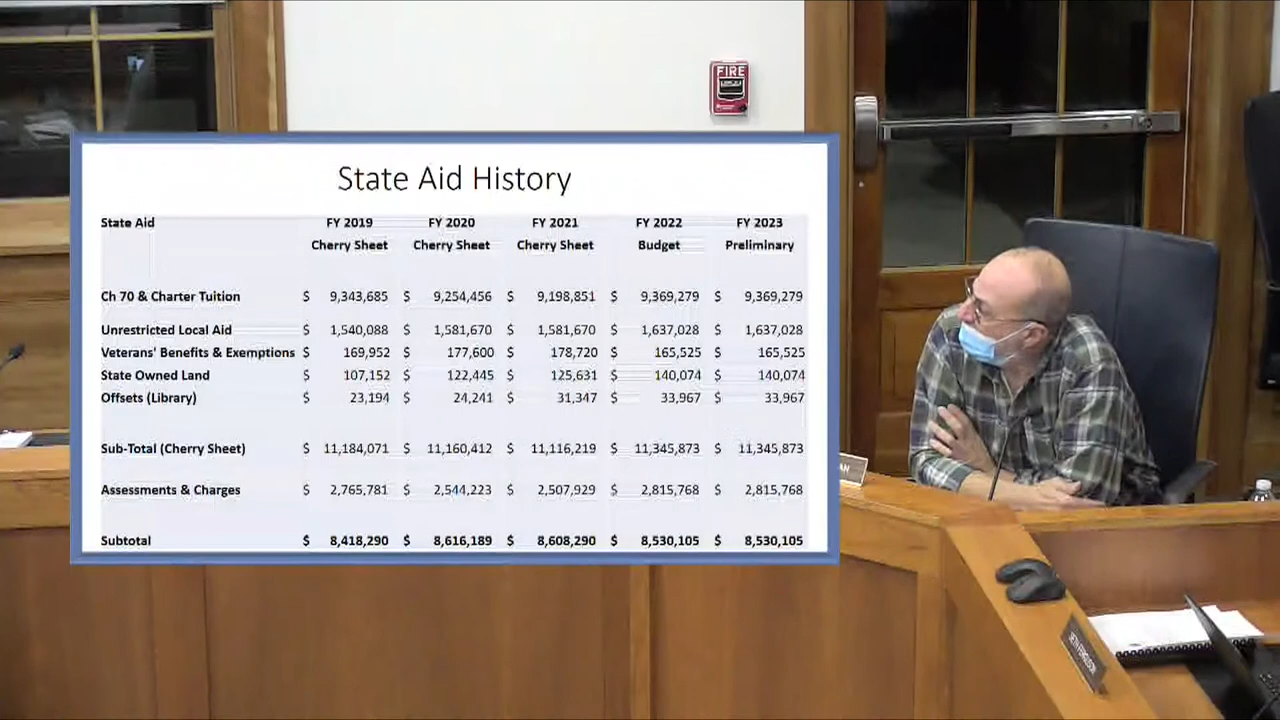 FIRE
State Aid History
State Aid FY 2019 FY 2020 FY 2021 FY 2022 FY 2023
Cherry Sheet Cherry Sheet Cherry Sheet Budget Preliminary
Ch 70 & Charter Tuition $ 9,343,685 $ 9,254,456 $ 9,198,851 $ 9,369,279 $ 9,369,279
Unrestricted Local Aid $ 1,540,088 $ 1,581,670 $ 1,581,670 $ 1,637,028 $ 1,637,028
Veterans' Benefits & Exemptions $ 169,952 $ 177,600 $ 178,720 $ 165,525 $ 165,525
State Owned Land $ 107,152 $ 122,445 $ 125,631 $ 140,074 $ 140,074
Offsets (Library) $ 23,194 $ 24,241 $ 31,347 $ 33,967 $ 33,967
Sub-Total (Cherry Sheet) $ 11,184,071 $ 11,160,412 $ 11,116,219 $ 11,345,873 $ 11,345,873
Assessments & Charges $ 2,765,781 $ 2,544,223 $ 2,507,929 $ 2,815,768 $ 2,815,768
Subtotal $ 8,418,290 $ 8,616,189 $ 8,608,290 $ 8,530,105 $ 8,530,105
AN
SETH FERGUSON